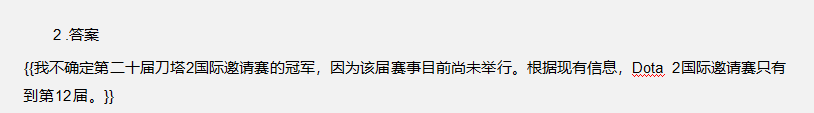 2 .答案
{{我不确定第二十届刀塔2国际邀请赛的冠军，因为该届赛事目前尚未举行。根据现有信息，Dota 2国际邀请赛只有
到第12届。}}